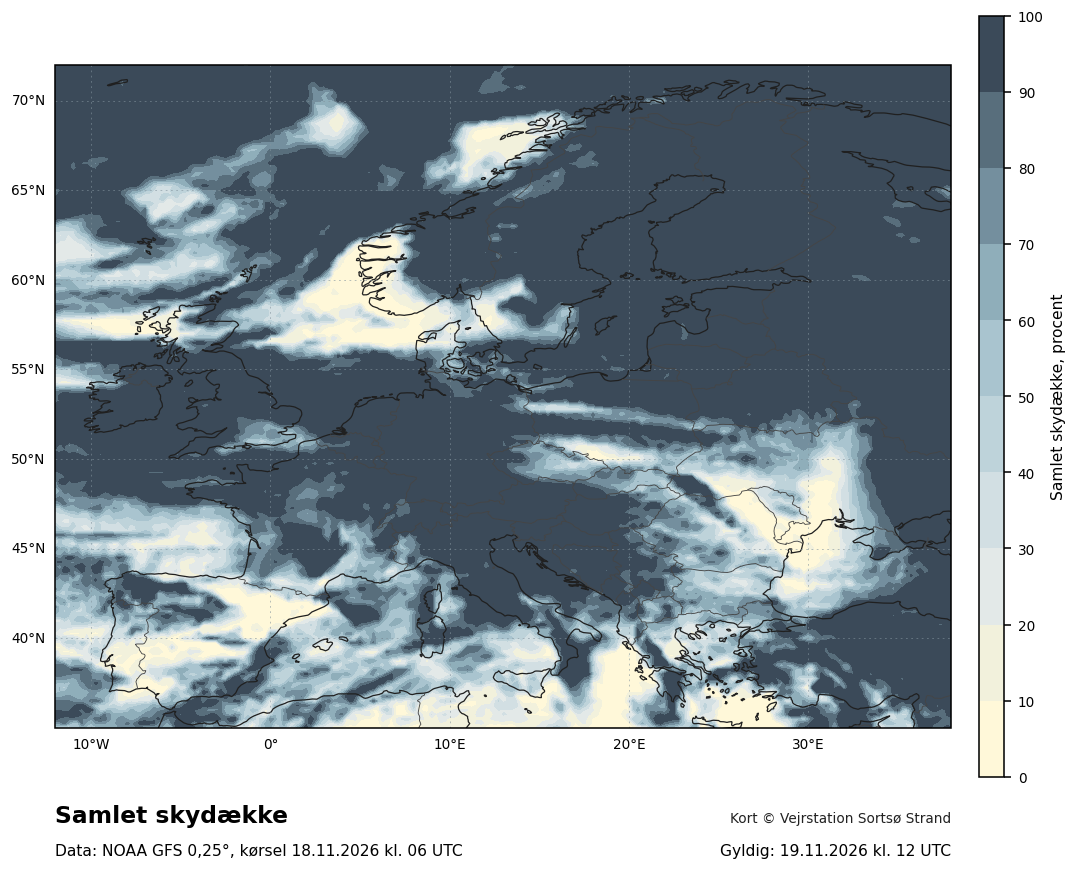 100
90
80
70
60
50
40
30
20
10
0
Samlet skydække, procent
70°N
65°N
60°N
55°N
50°N
45°N
40°N
10°W
0°
10°E
20°E
30°E
Samlet skydække
Kort © Vejrstation Sortsø Strand
Data: NOAA GFS 0,25°, kørsel 18.11.2026 kl. 06 UTC
Gyldig: 19.11.2026 kl. 12 UTC